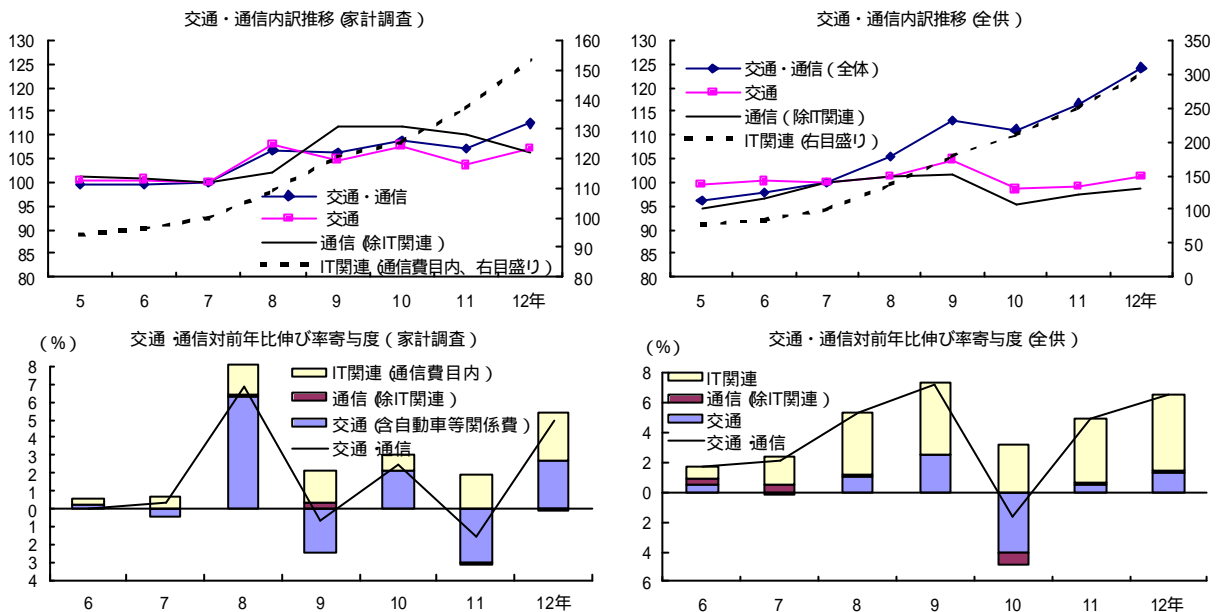 交通・通信内訳推移(家計調査)
130
125
120
115
110
105
100
95
90
85
80
160
150
140
130
120
110
100
90
80
交通・通信
交通
通信(除IT関連)
IT関連(通信費目内、右目盛り)
5 6 7 8 9 10 11 12年
交通・通信内訳推移(全供)
130
125
120
115
110
105
100
95
90
85
80
350
300
250
200
150
100
50
0
交通・通信(全体)
交通
通信(除IT関連)
IT関連(右目盛り)
5 6 7 8 9 10 11 12年
交通・通信対前年比伸び率寄与度(家計調査)
(%)
8
7
6
5
4
3
2
1
0
1
2
3
4
IT関連(通信費目内)
通信(除IT関連)
交通(含自動車等関係費)
交通・通信
6 7 8 9 10 11 12年
交通・通信対前年比伸び率寄与度(全供)
(%)
8
6
4
2
0
2
4
6
IT関連
通信(除IT関連)
交通
交通・通信
6 7 8 9 10 11 12年